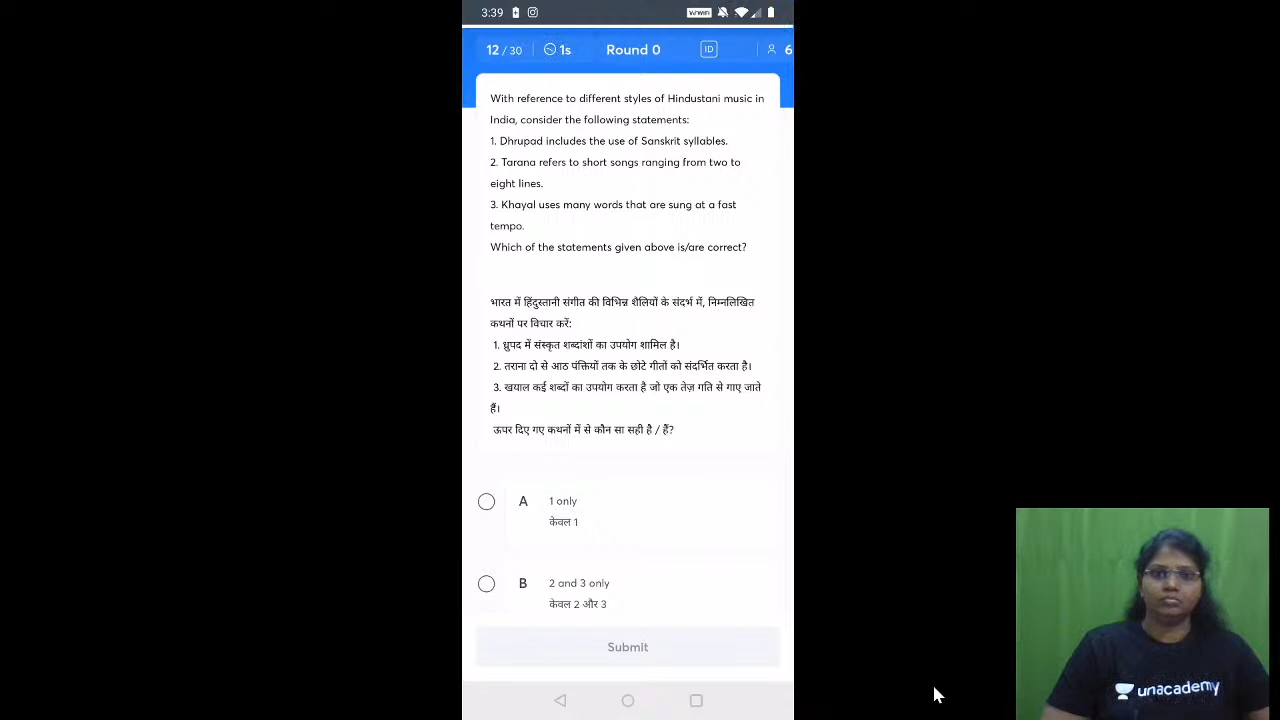 3:39
VoWiFi
12 / 30
1s
Round 0
ID
6
With reference to different styles of Hindustani music in
India, consider the following statements:
1. Dhrupad includes the use of Sanskrit syllables.
2. Tarana refers to short songs ranging from two to
eight lines.
3. Khayal uses many words that are sung at a fast
tempo.
Which of the statements given above is/are correct?
भारत में हिंदुस्तानी संगीत की विभिन्न शैलियों के संदर्भ में, निम्नलिखित
कथनों पर विचार करें:
1. ध्रुपद में संस्कृत शब्दांशों का उपयोग शामिल है।
2. तराना दो से आठ पंक्तियों तक के छोटे गीतों को संदर्भित करता है।
3. खयाल कई शब्दों का उपयोग करता है जो एक तेज़ गति से गाए जाते
हैं।
ऊपर दिए गए कथनों में से कौन सा सही है / हैं?
A 1 only
केवल 1
B 2 and 3 only
केवल 2 और 3
Submit
unacademy